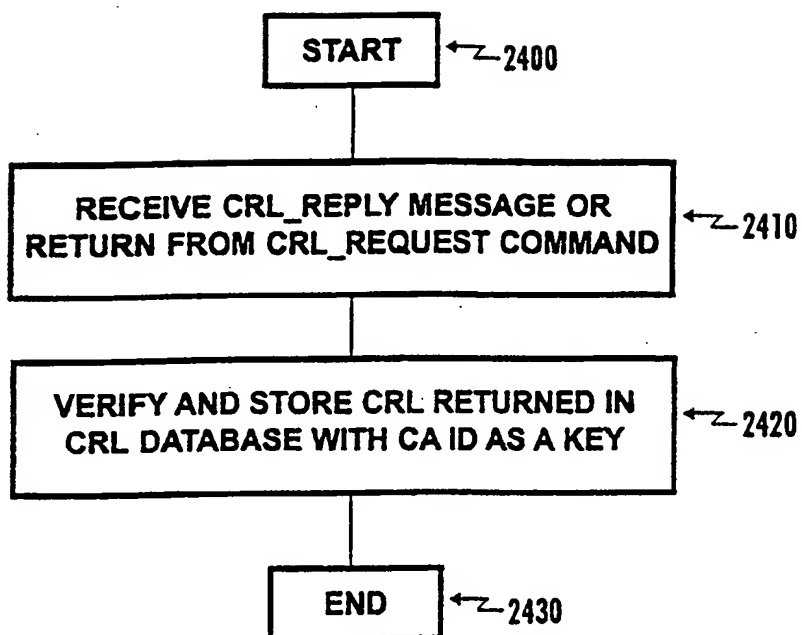 START
2400
RECEIVE CRL_REPLY MESSAGE OR
RETURN FROM CRL_REQUEST COMMAND
2410
VERIFY AND STORE CRL RETURNED IN
CRL DATABASE WITH CA ID AS A KEY
2420
END
2430